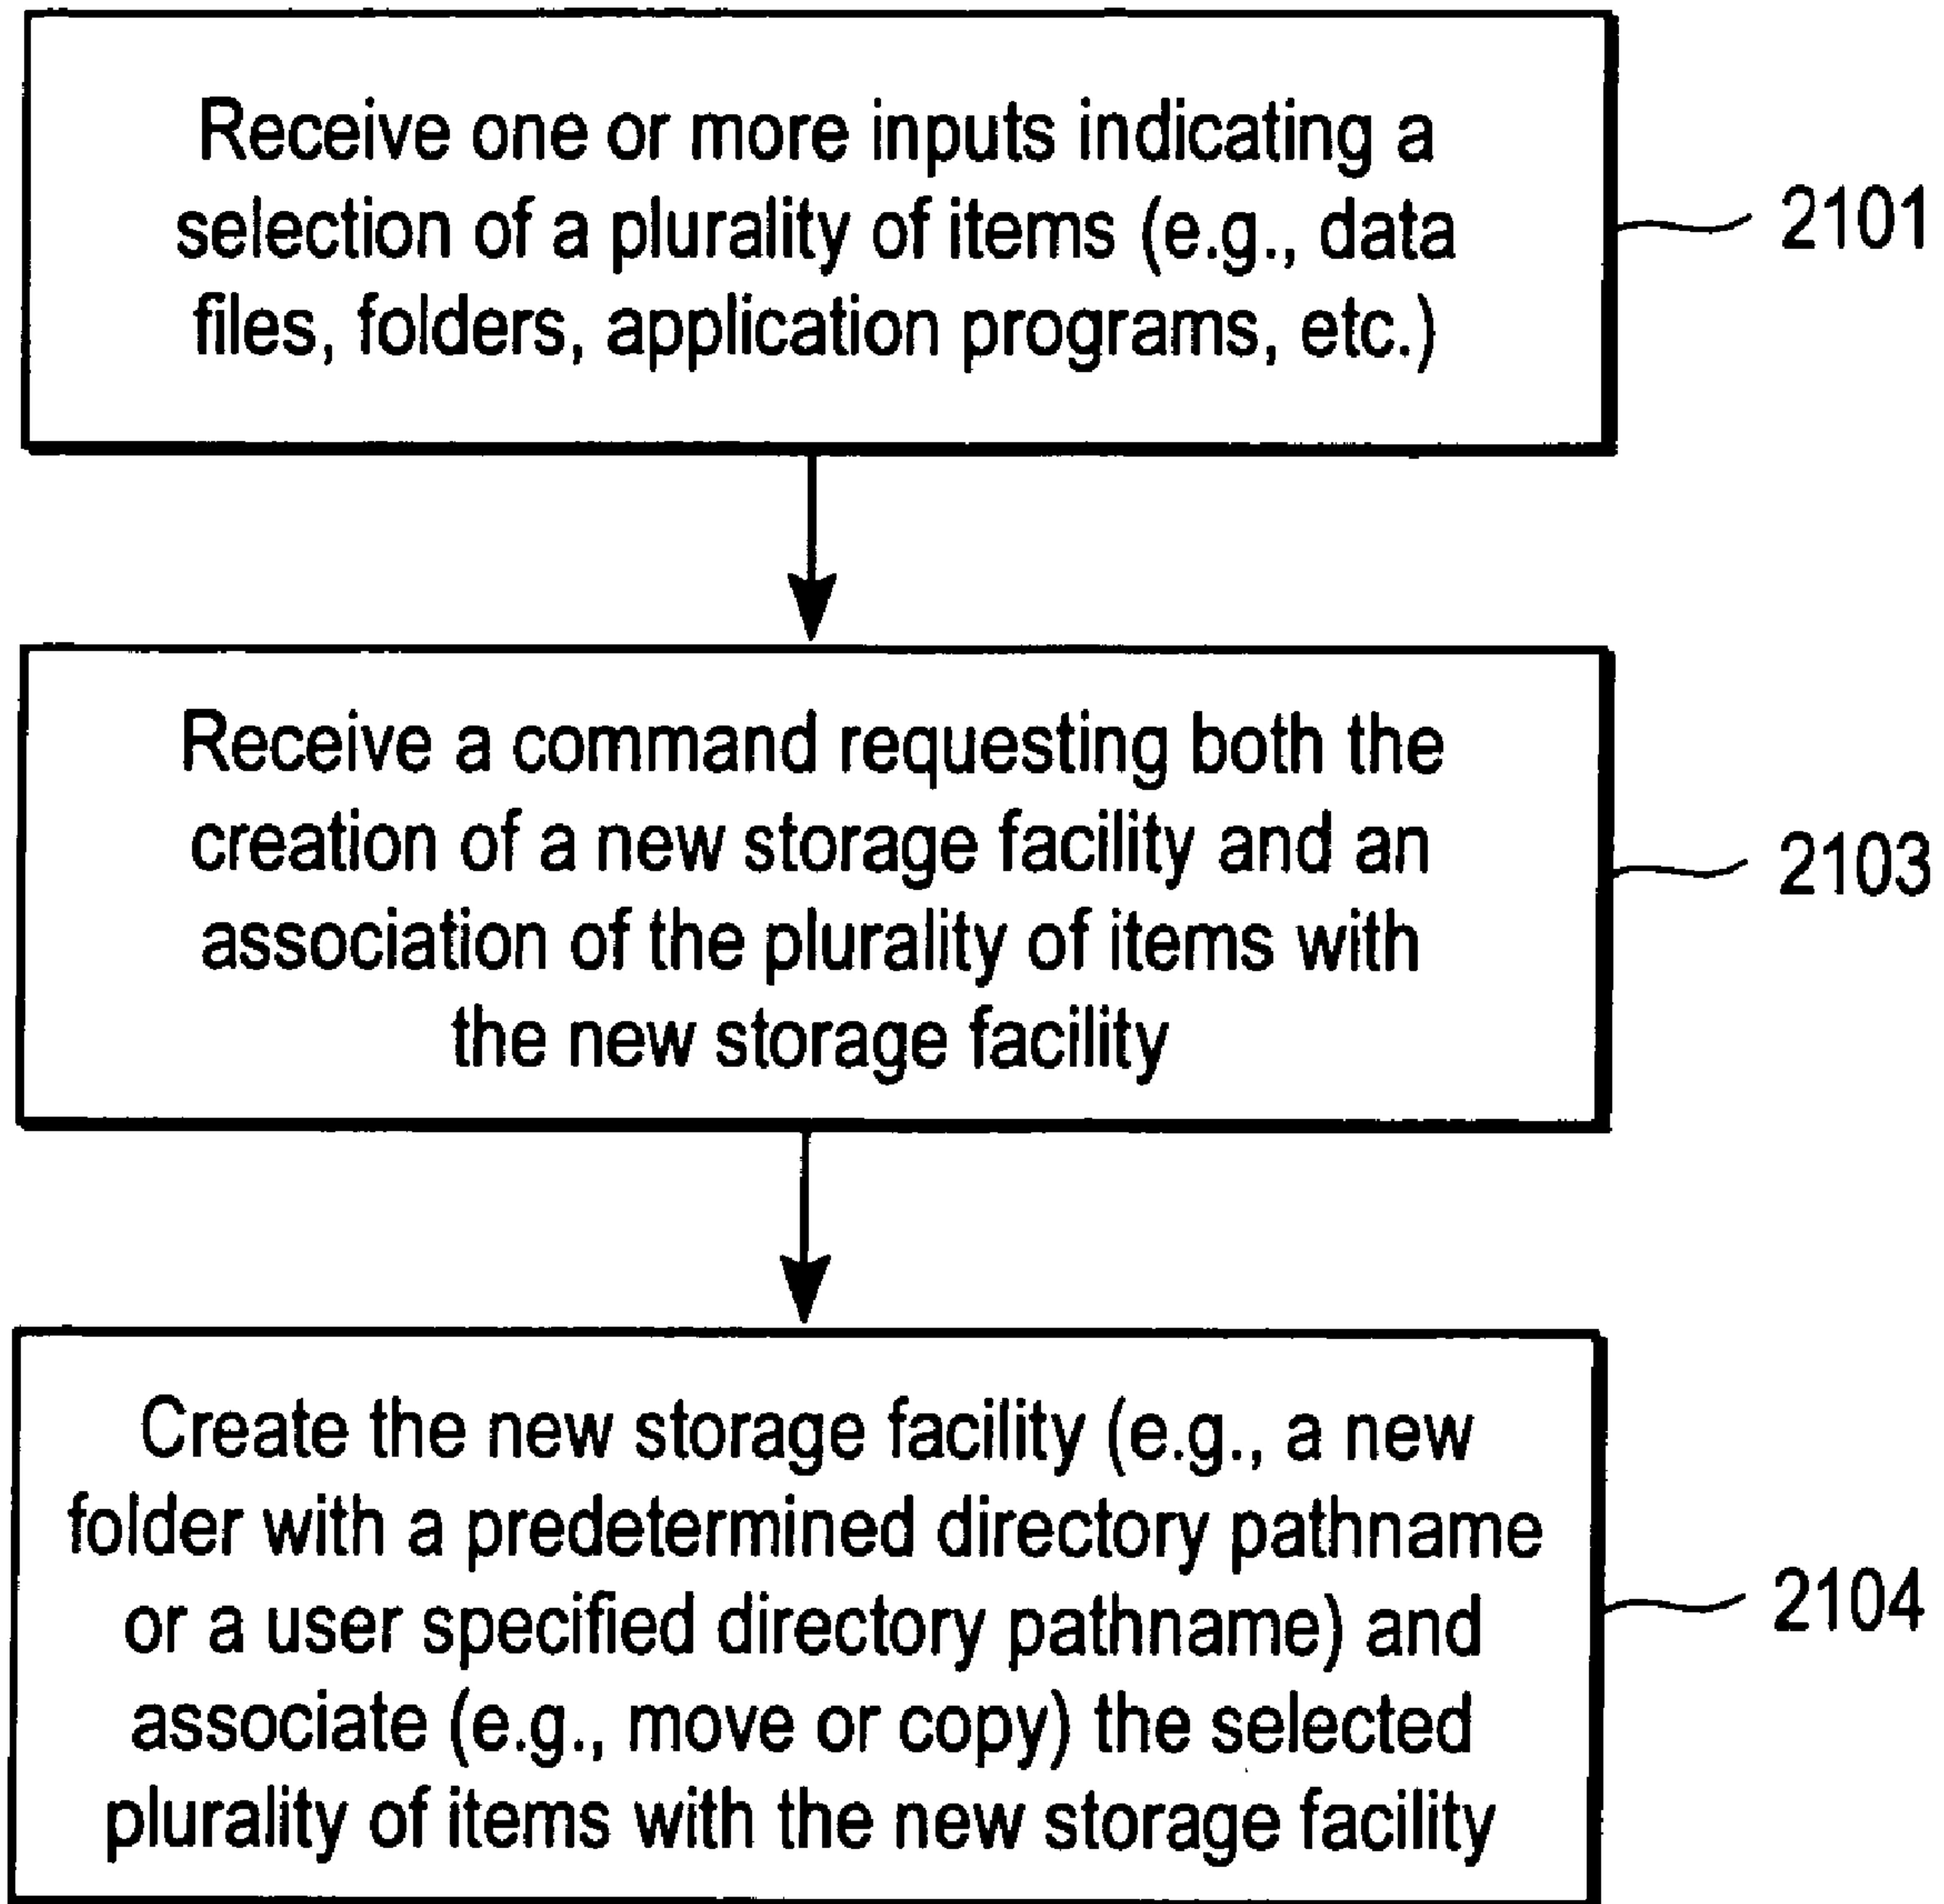 Receive one or more inputs indicating a
selection of a plurality of items (e.g., data
files, folders, application programs, etc.)
2101
Receive a command requesting both the
creation of a new storage facility and an
association of the plurality of items with
the new storage facility
2103
Create the new storage facility (e.g., a new
folder with a predetermined directory pathname
or a user specified directory pathname) and
associate (e.g., move or copy) the selected
plurality of items with the new storage facility
2104